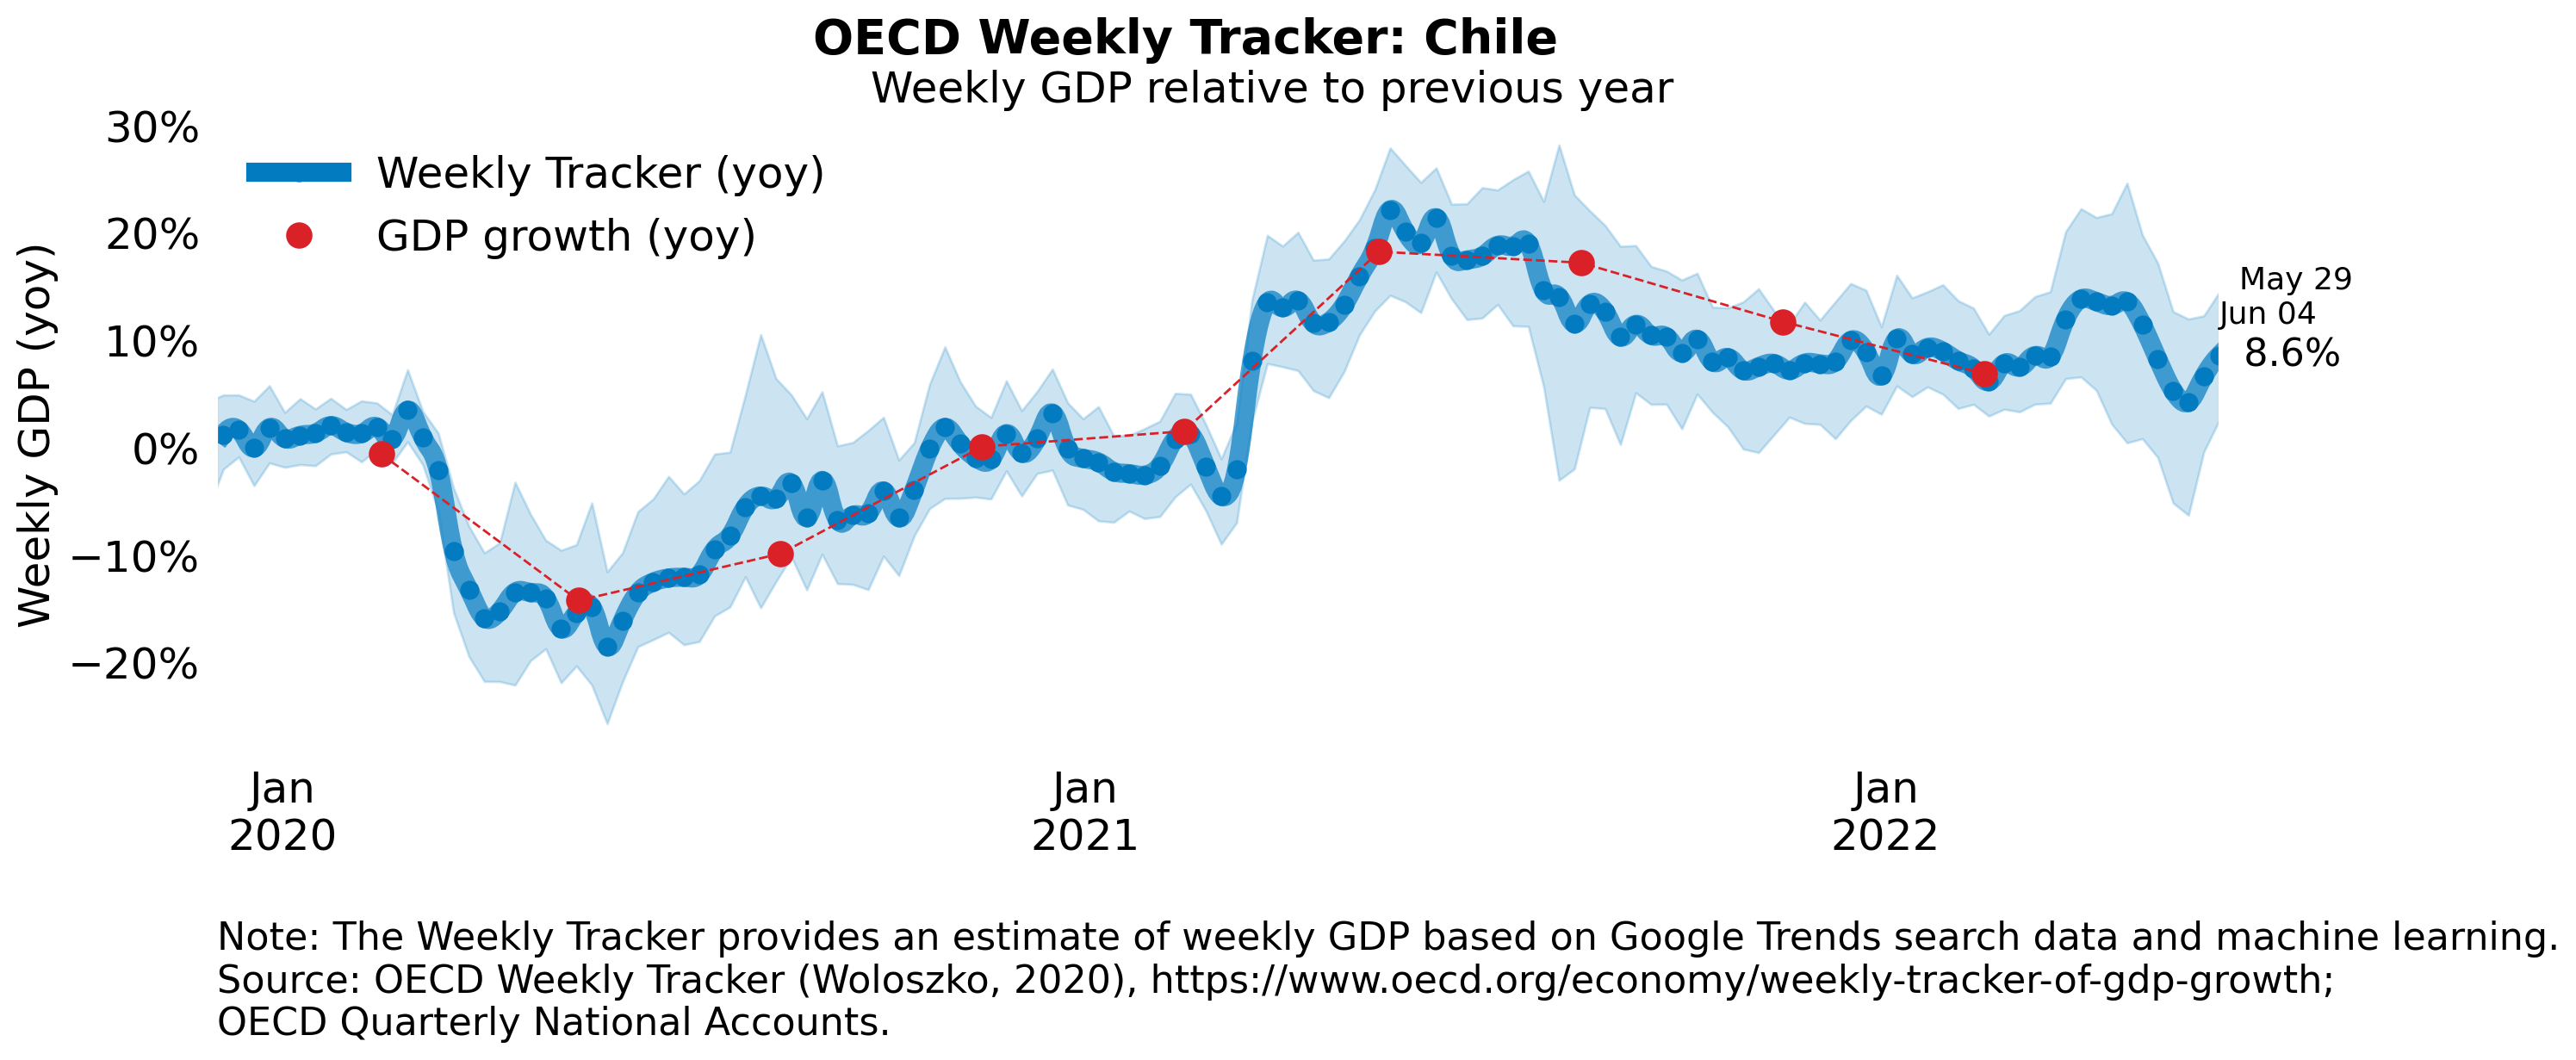 OECD Weekly Tracker: Chile
Weekly GDP relative to previous year
Weekly GDP (yoy)
30%
20%
10%
0%
−10%
−20%
Weekly Tracker (yoy)
GDP growth (yoy)
May 29
Jun 04
8.6%
Jan
2020
Jan
2021
Jan
2022
Note: The Weekly Tracker provides an estimate of weekly GDP based on Google Trends search data and machine learning.
Source: OECD Weekly Tracker (Woloszko, 2020), https://www.oecd.org/economy/weekly-tracker-of-gdp-growth;
OECD Quarterly National Accounts.